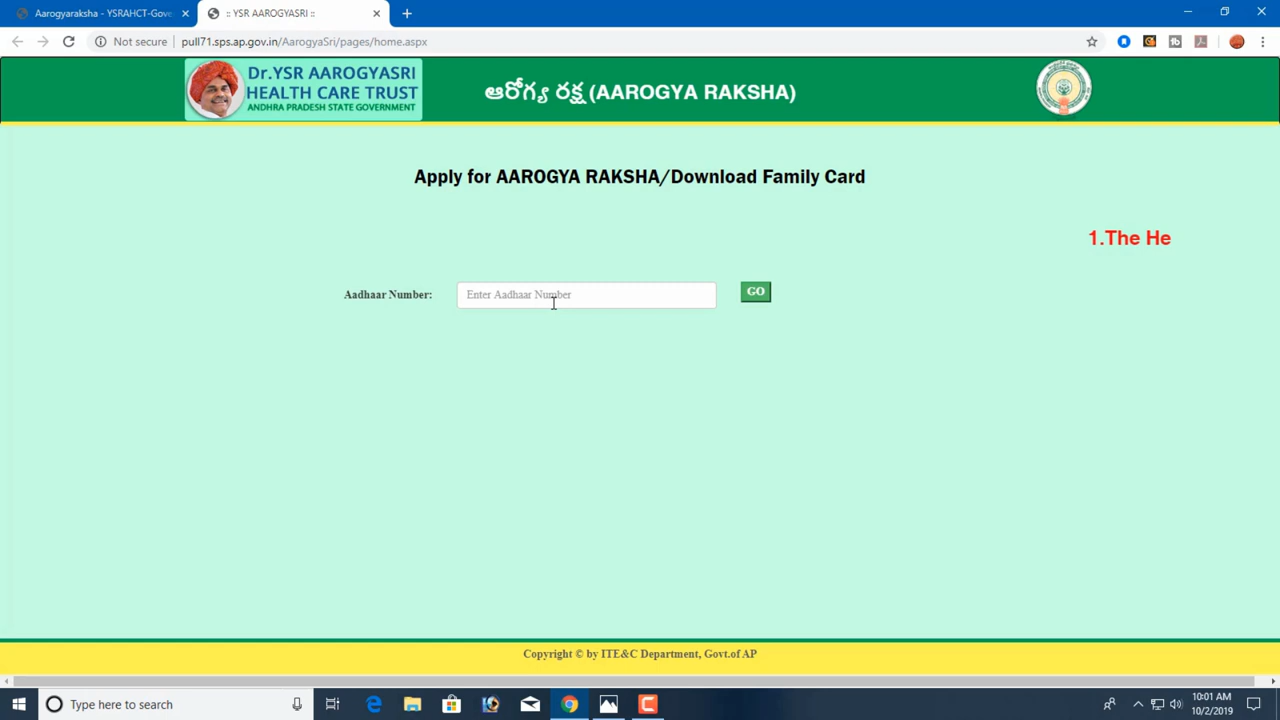 Aarogyaraksha - YSRAHCT-Gove
:: YSR AAROGYASRI ::
Not secure
pull71.sps.ap.gov.in/AarogyaSri/pages/home.aspx
Dr.YSR AAROGYASRI
HEALTH CARE TRUST
ANDHRA PRADESH STATE GOVERNMENT
ఆరోగ్య రక్ష (AAROGYA RAKSHA)
Apply for AAROGYA RAKSHA/Download Family Card
1.The He
Aadhaar Number:
Enter Aadhaar Number
GO
Copyright © by ITE&C Department, Govt.of AP
Type here to search
10:01 AM
10/2/2019